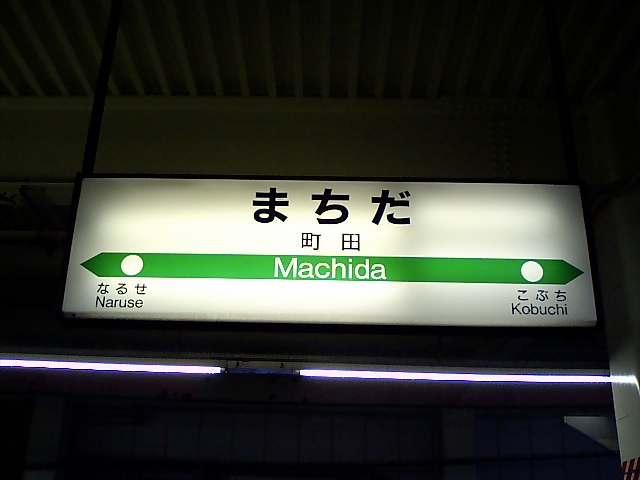 まちだ
町田
Machida
なるせ
Naruse
こぶち
Kobuchi